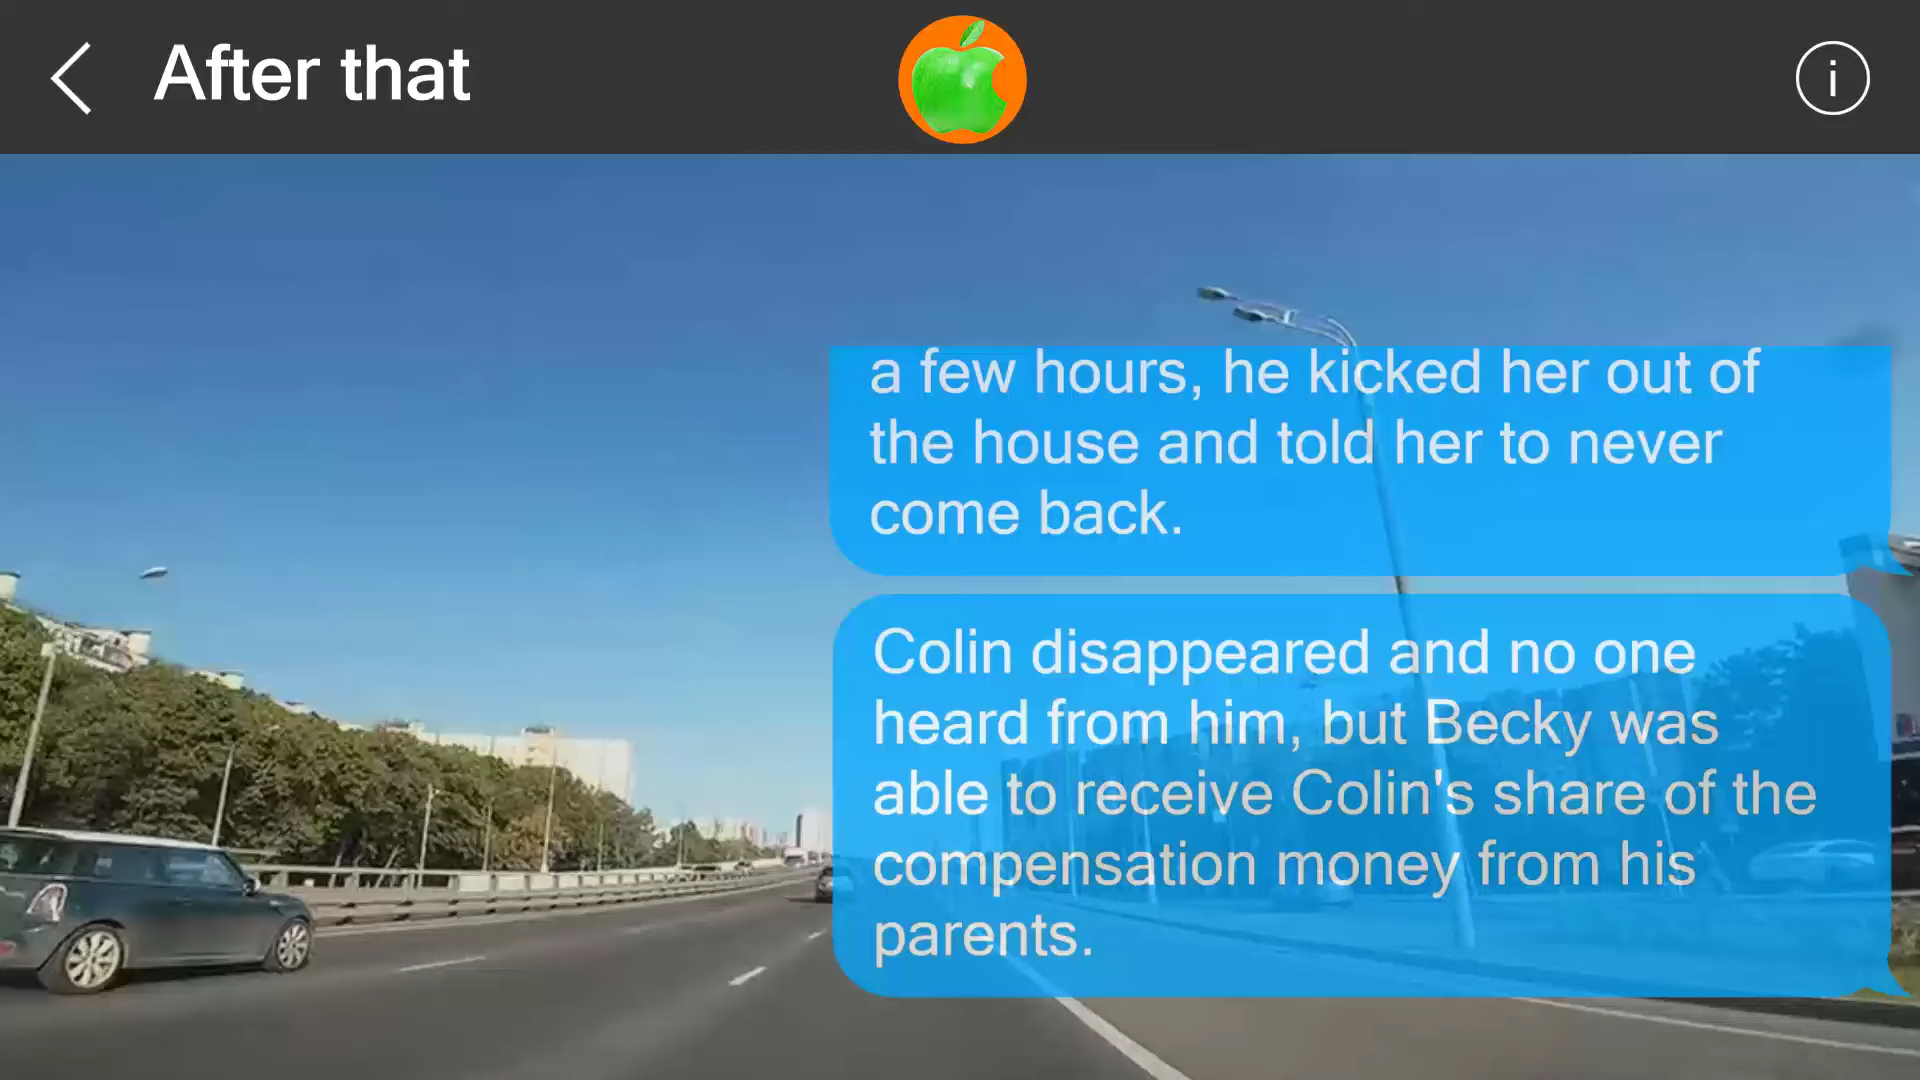 After that
i
a few hours, he kicked her out of
the house and told her to never
come back.
Colin disappeared and no one
heard from him, but Becky was
able to receive Colin's share of the
compensation money from his
parents.